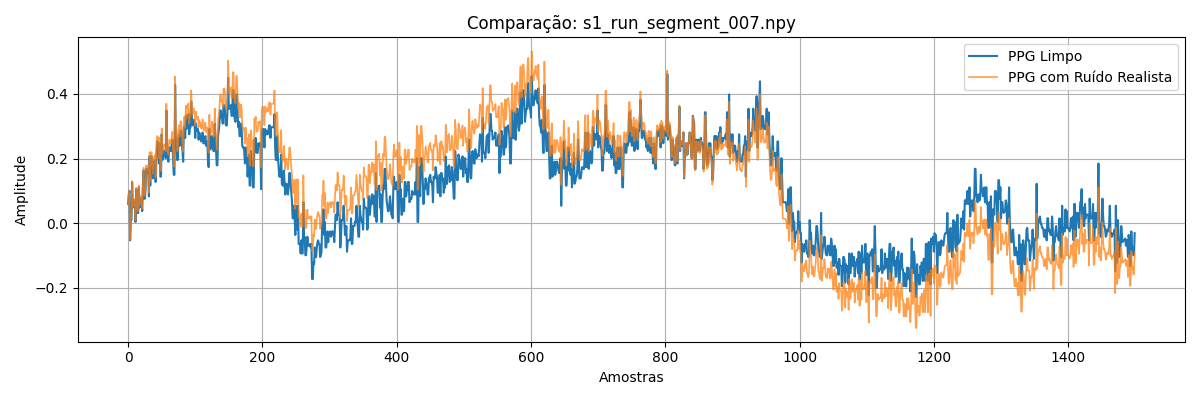 Comparação: s1_run_segment_007.npy
PPG Limpo
PPG com Ruído Realista
Amplitude
0.4
0.2
0.0
−0.2
0 200 400 600 800 1000 1200 1400
Amostras